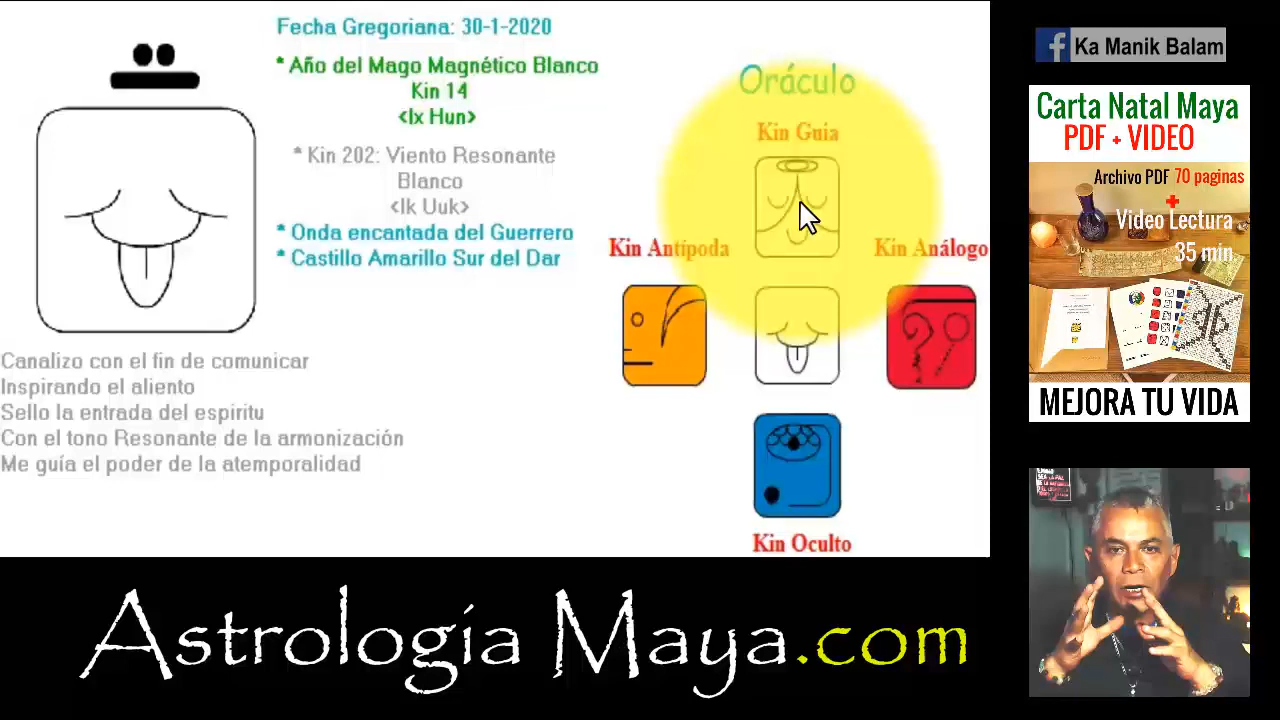 Fecha Gregoriana: 30-1-2020
* Año del Mago Magnético Blanco
Kin 14
<Ix Hun>
* Kin 202: Viento Resonante
Blanco
<Ik Uuk>
* Onda encantada del Guerrero
* Castillo Amarillo Sur del Dar
Canalizo con el fin de comunicar
Inspirando el aliento
Sello la entrada del espiritu
Con el tono Resonante de la armonización
Me guía el poder de la atemporalidad
Oráculo
Kin Guia
Kin Antípoda
Kin Análogo
Kin Oculto
Astrología Maya.com
f Ka Manik Balam
Carta Natal Maya
PDF + VIDEO
Archivo PDF 70 paginas
+
Video Lectura
35 min
MEJORA TU VIDA